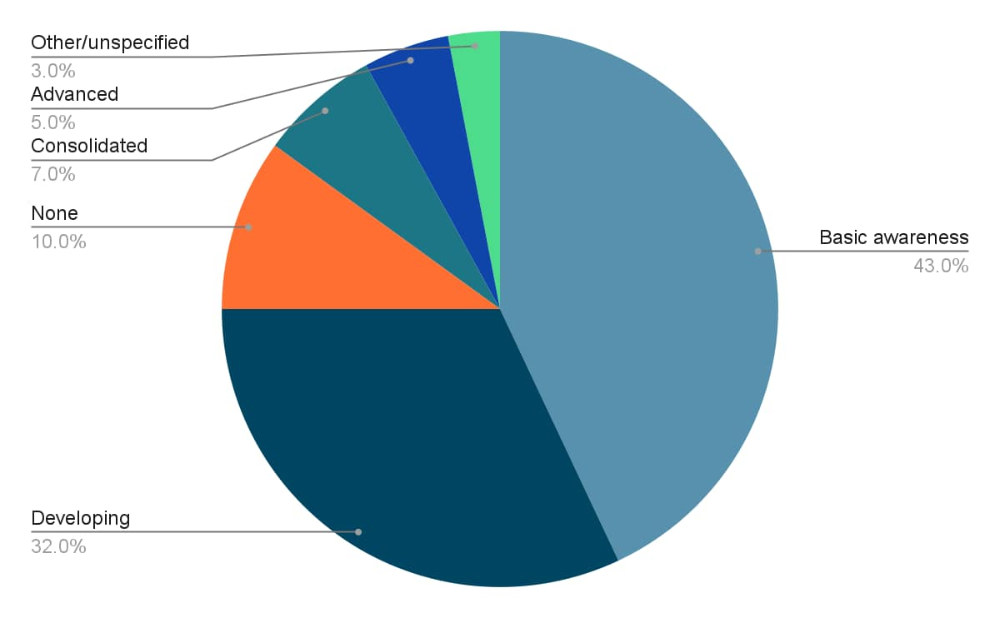 Other/unspecified
3.0%
Advanced
5.0%
Consolidated
7.0%
None
10.0%
Basic awareness
43.0%
Developing
32.0%